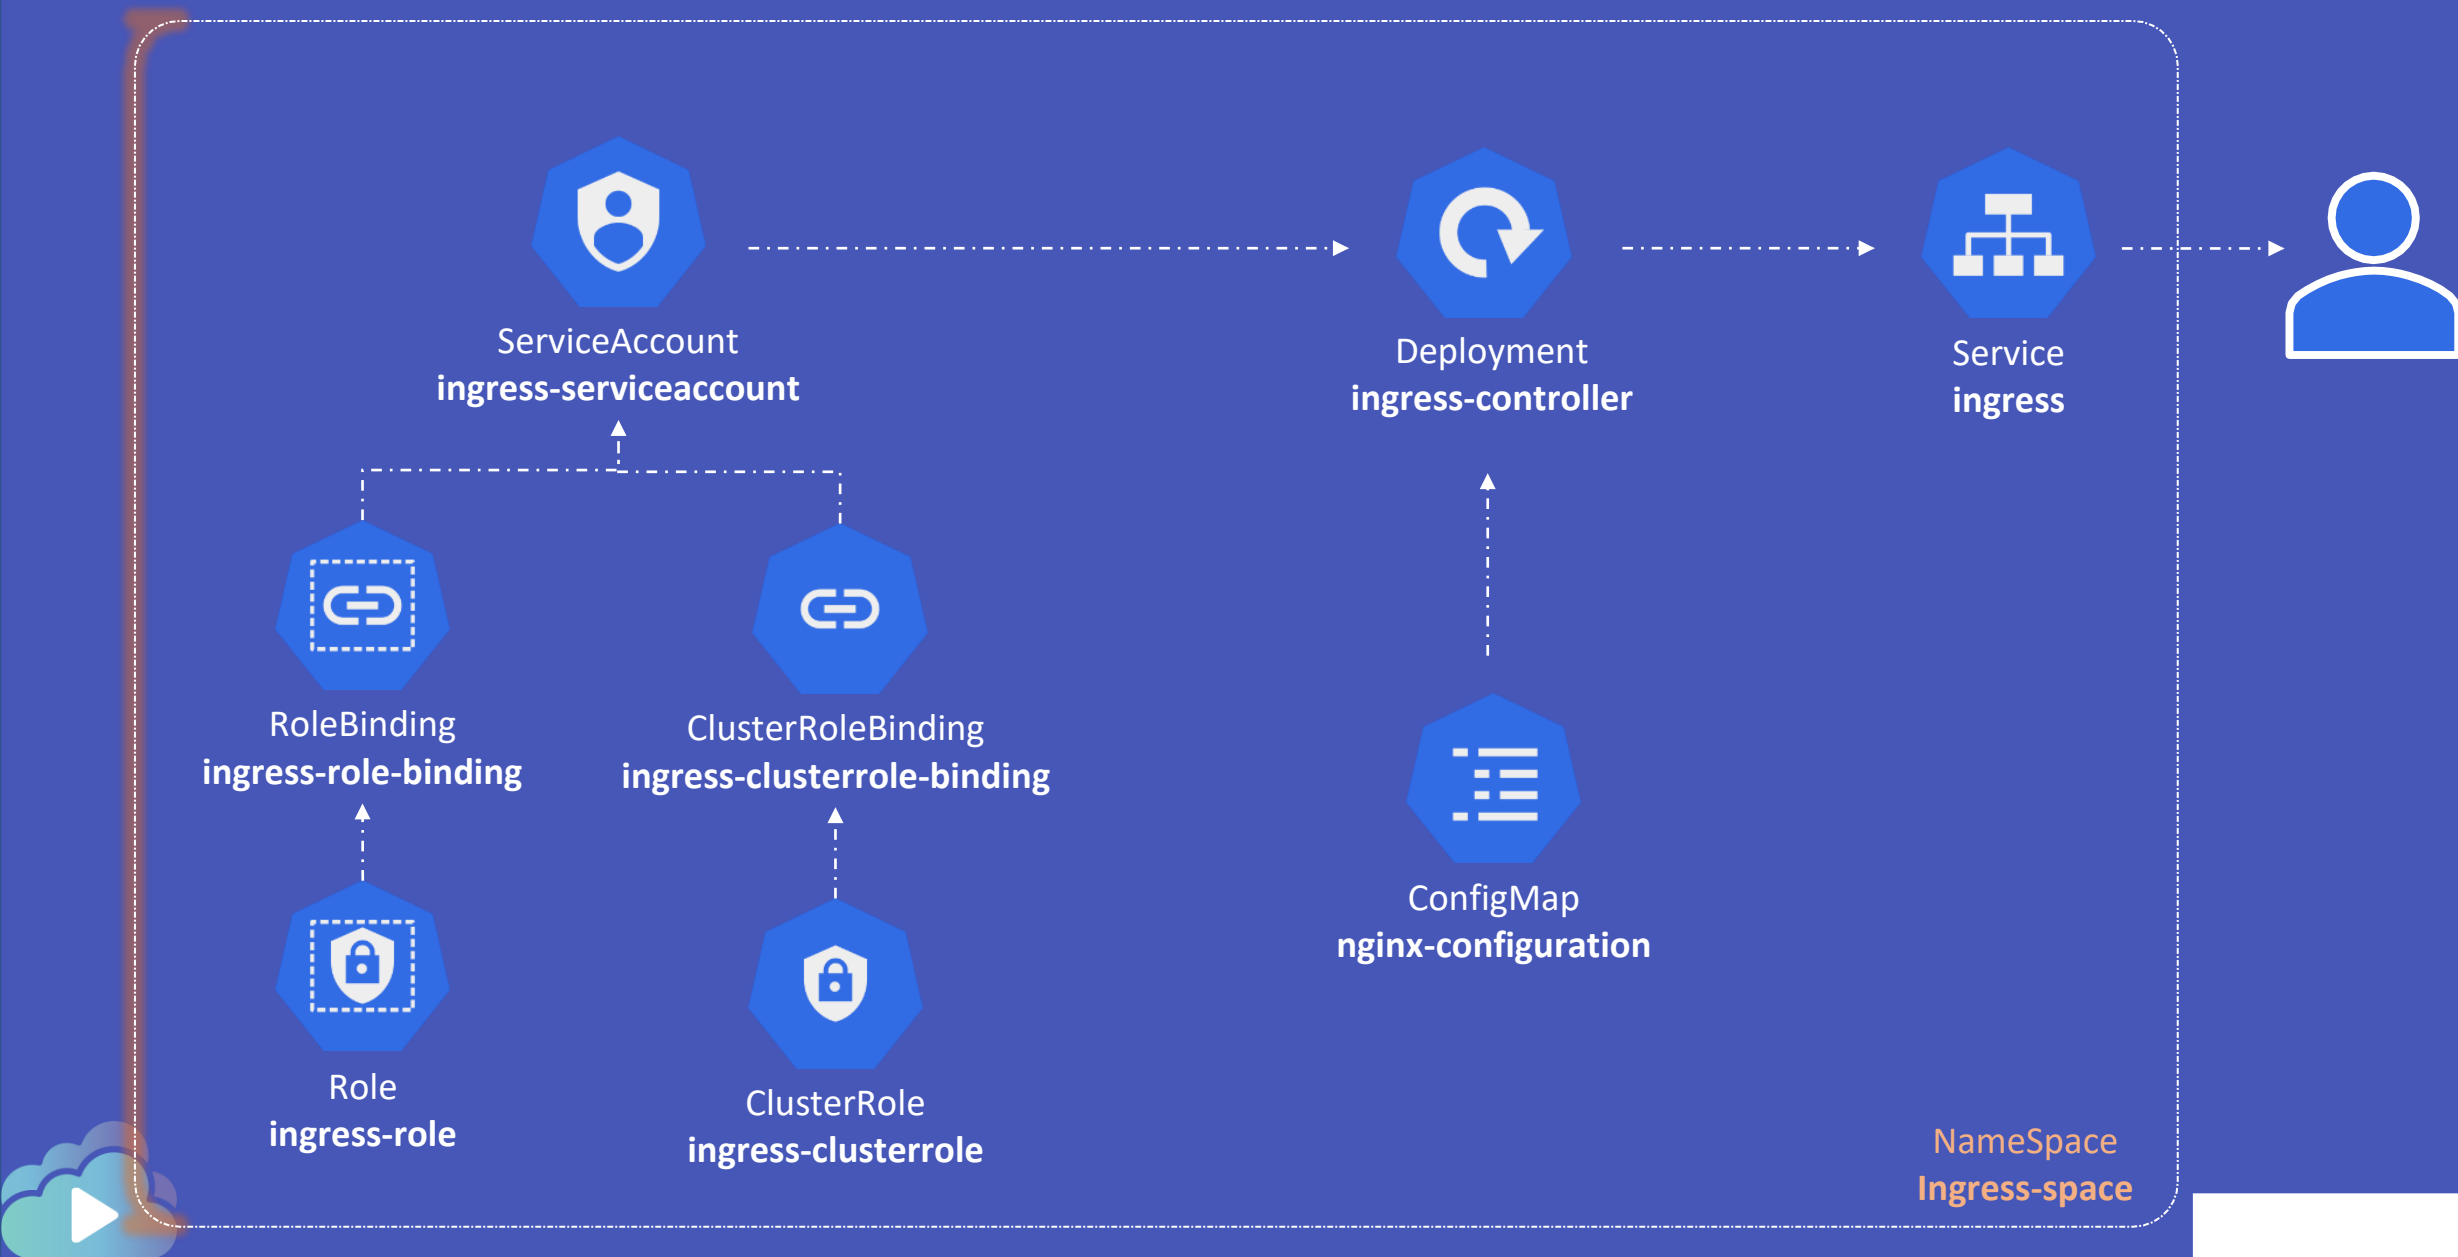 ServiceAccount
ingress-serviceaccount
Deployment
ingress-controller
Service
ingress
RoleBinding
ingress-role-binding
ClusterRoleBinding
ingress-clusterrole-binding
ConfigMap
nginx-configuration
Role
ingress-role
ClusterRole
ingress-clusterrole
NameSpace
Ingress-space